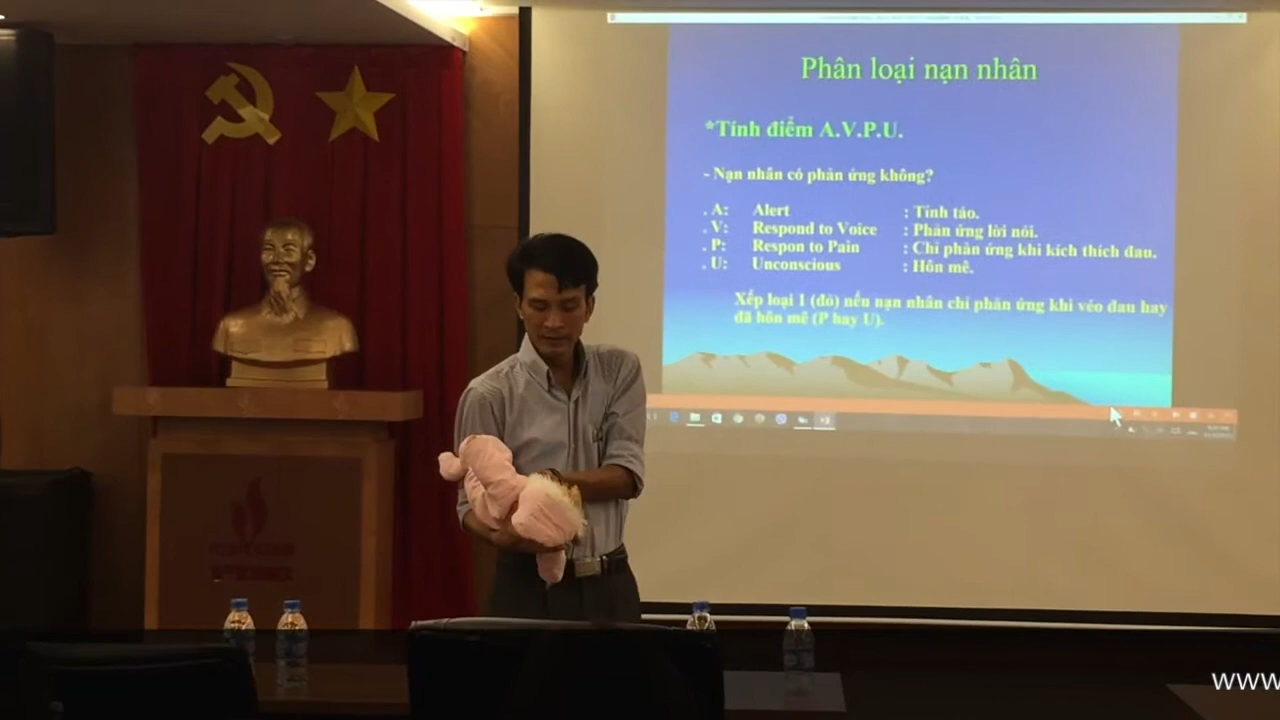 Phân loại nạn nhân
*Tính điểm A.V.P.U.
- Nạn nhân có phản ứng không?
. A: Alert : Tỉnh táo.
. V: Respond to Voice : Phản ứng lời nói.
. P: Respon to Pain : Chỉ phản ứng khi kích thích đau.
. U: Unconscious : Hôn mê.
Xếp loại 1 (đỏ) nếu nạn nhân chỉ phản ứng khi véo đau hay
đã hôn mê (P hay U).
www.